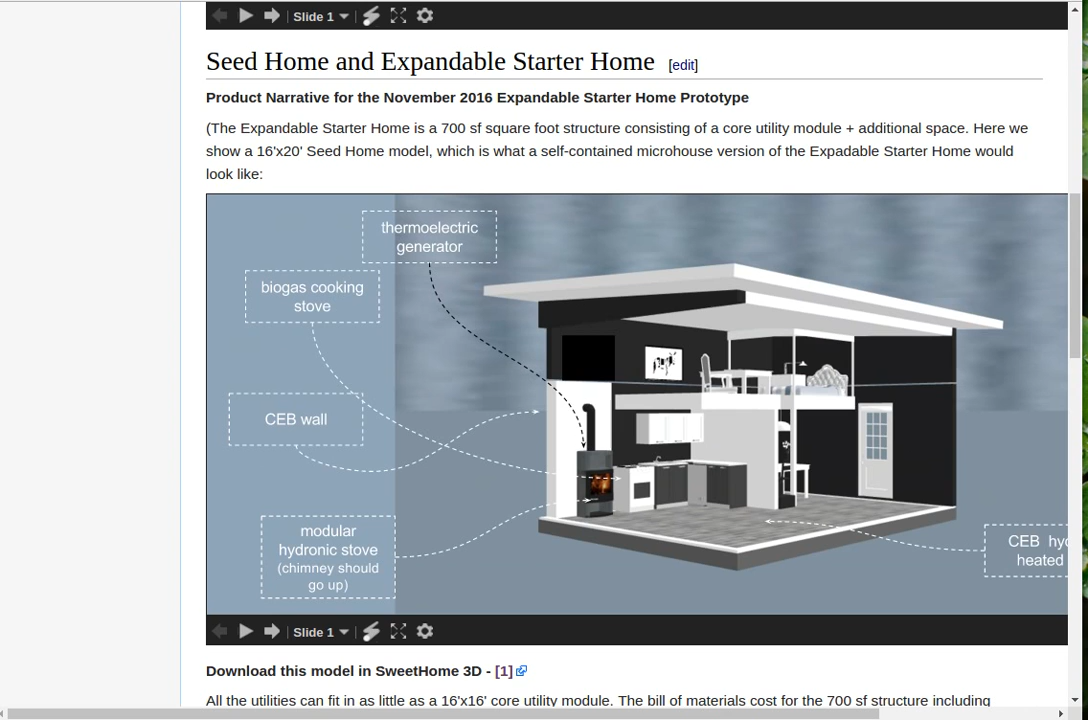 Slide 1
Seed Home and Expandable Starter Home [edit]
Product Narrative for the November 2016 Expandable Starter Home Prototype
(The Expandable Starter Home is a 700 sf square foot structure consisting of a core utility module + additional space. Here we
show a 16'x20' Seed Home model, which is what a self-contained microhouse version of the Expadable Starter Home would
look like:
thermoelectric
generator
biogas cooking
stove
CEB wall
modular
hydronic stove
(chimney should
go up)
CEB hyd
heated
Slide 1
Download this model in SweetHome 3D - [1]
All the utilities can fit in as little as a 16'x16' core utility module. The bill of materials cost for the 700 sf structure including